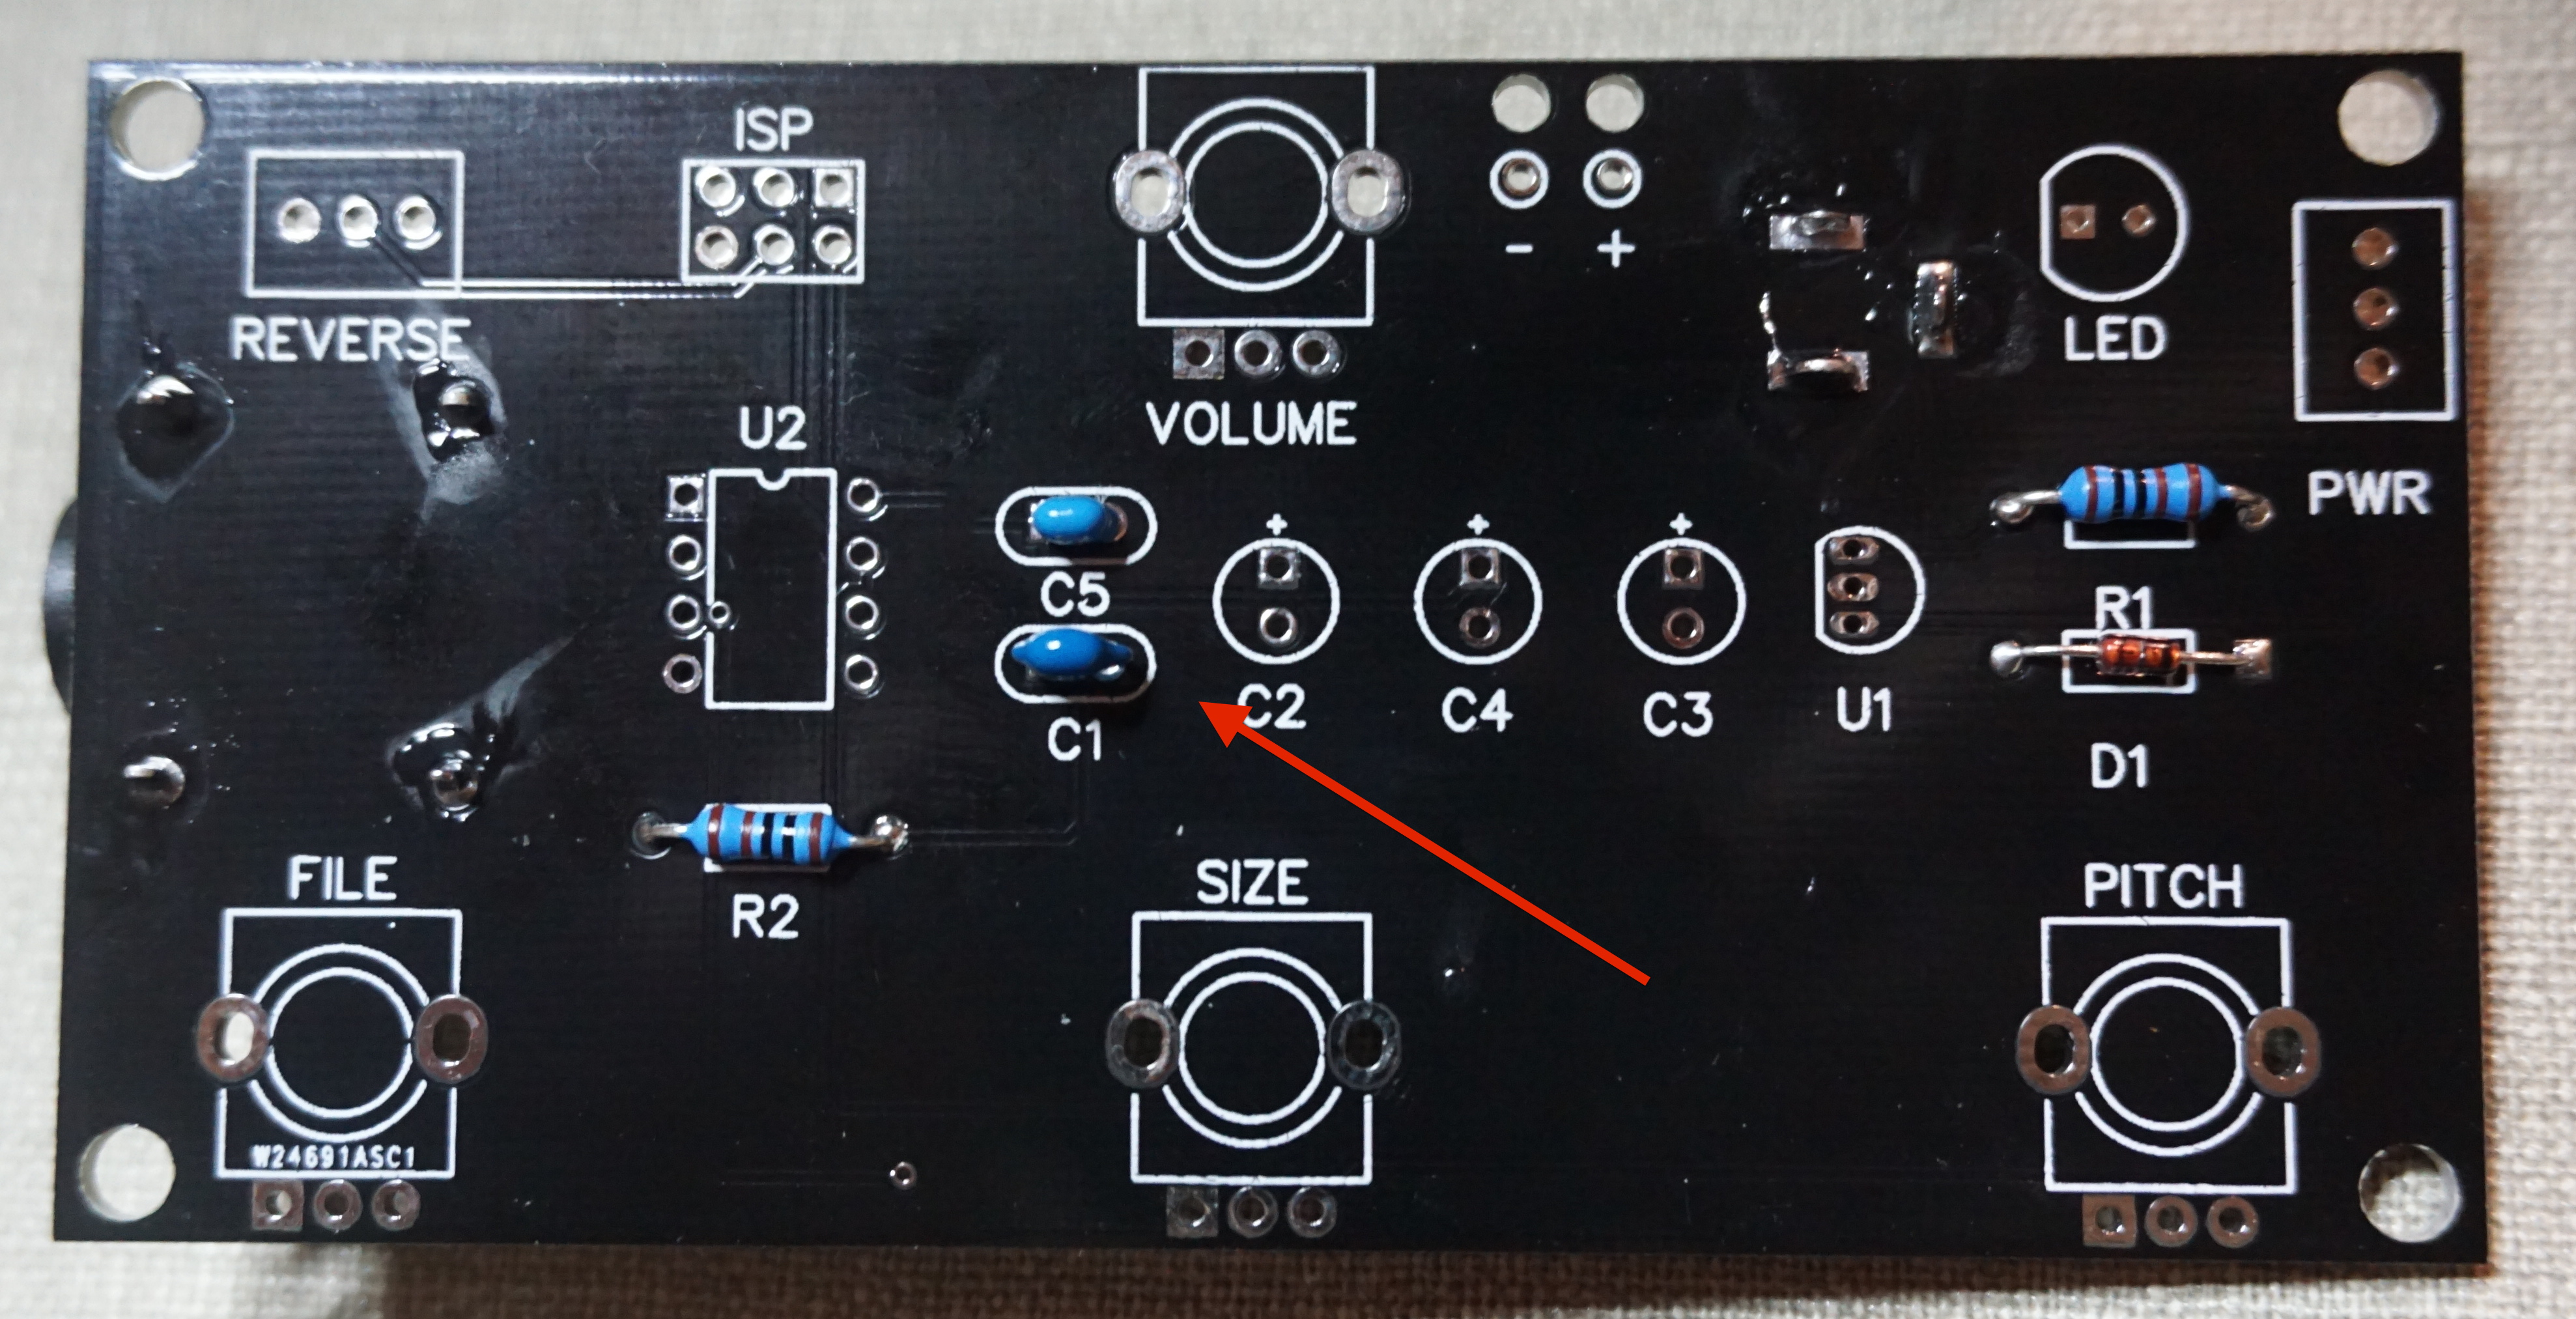 ISP
REVERSE
- +
LED
VOLUME
U2
PWR
+ + +
C5
R1
C2 C4 C3 U1
C1
D1
FILE SIZE PITCH
R2
W24691ASC1